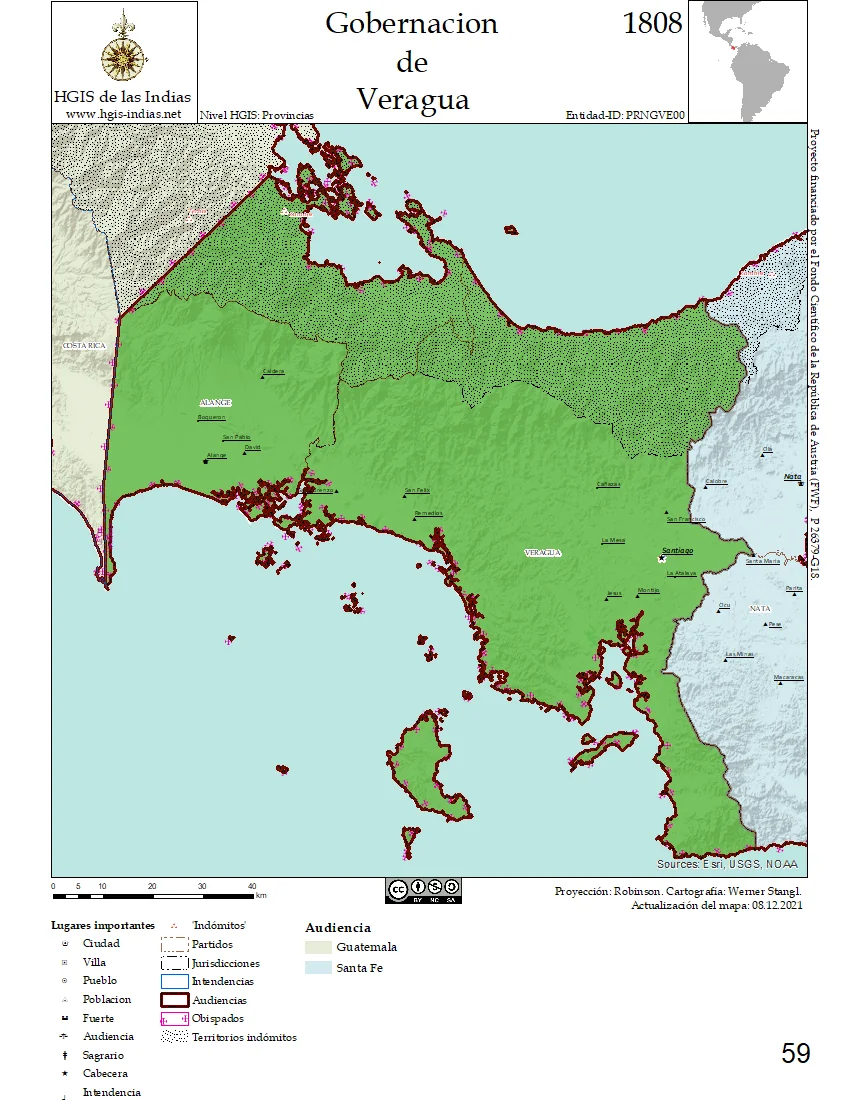 Gobernacion
de
Veragua
1808
HGIS de las Indias
www.hgis-indias.net
Nivel HGIS: Provincias
Entidad-ID: PRNGVE00
Proyecto financiado por el Fondo Científico de la República de Austria (FWF), P 26379-G18.
COSTA RICA
Caldera
ALANGE
Boqueron
San Pablo
David
Alange
San Felix
Remedios
Cañazas
Olá
Calobre
Nata
San Francisco
La Mesa
VERAGUA
Santiago
Santa Maria
La Atalaya
Jesus
Montijo
Parita
Ocu
NATA
Pese
Las Minas
Macaracas
Sources: Esri, USGS, NOAA
0 5 10 20 30 40
km
BY NC SA
Proyección: Robinson. Cartografía: Werner Stangl.
Actualización del mapa: 08.12.2021
Lugares importantes
Ciudad
Villa
Pueblo
Poblacion
Fuerte
Audiencia
Sagrario
Cabecera
Intendencia
'Indómitos'
Partidos
Jurisdicciones
Intendencias
Audiencias
Obispados
Territorios indómitos
Audiencia
Guatemala
Santa Fe
59